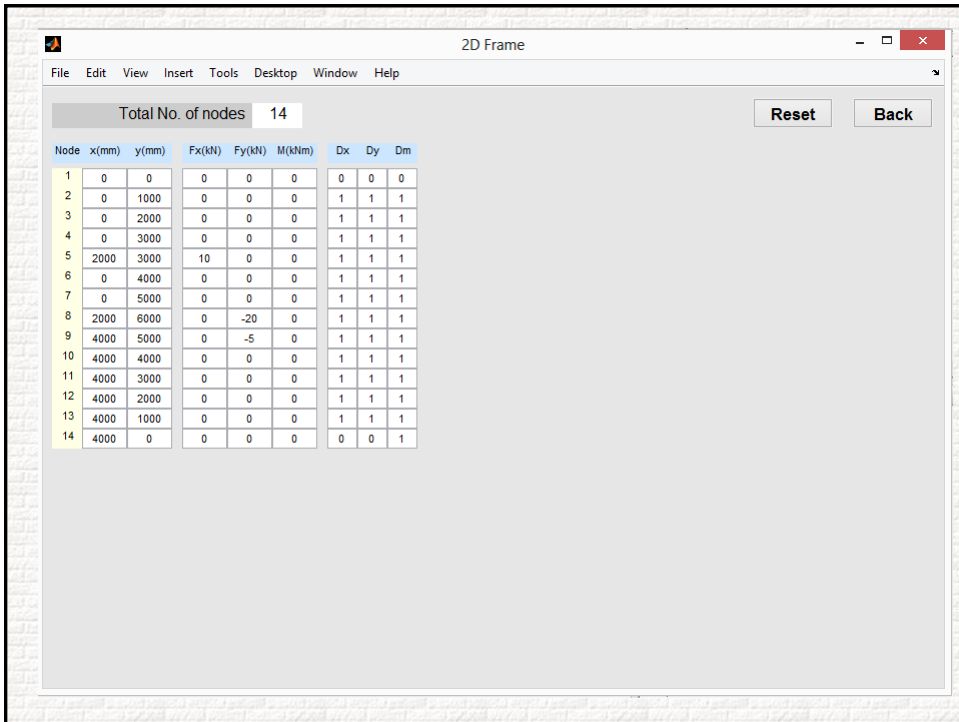 2D Frame
File Edit View Insert Tools Desktop Window Help
Total No. of nodes 14 Reset Back
Node x(mm) y(mm) Fx(kN) Fy(kN) M(kNm) Dx Dy Dm
1 0 0 0 0 0 0 0 0
2 0 1000 0 0 0 1 1 1
3 0 2000 0 0 0 1 1 1
4 0 3000 0 0 0 1 1 1
5 2000 3000 10 0 0 1 1 1
6 0 4000 0 0 0 1 1 1
7 0 5000 0 0 0 1 1 1
8 2000 6000 0 -20 0 1 1 1
9 4000 5000 0 -5 0 1 1 1
10 4000 4000 0 0 0 1 1 1
11 4000 3000 0 0 0 1 1 1
12 4000 2000 0 0 0 1 1 1
13 4000 1000 0 0 0 1 1 1
14 4000 0 0 0 0 0 0 1